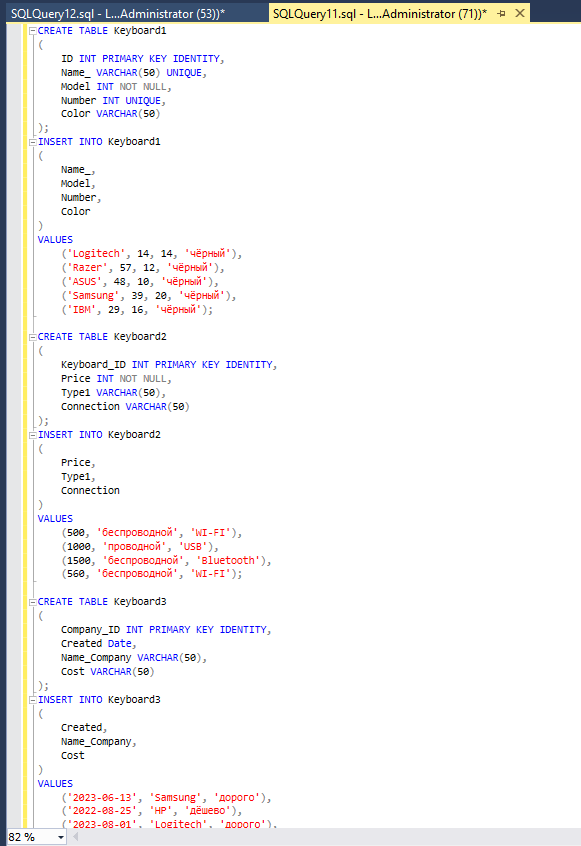 SQLQuery12.sql - L...Administrator (53))*
SQLQuery11.sql - L...Administrator (71))*
CREATE TABLE Keyboard1
(
ID INT PRIMARY KEY IDENTITY,
Name_ VARCHAR(50) UNIQUE,
Model INT NOT NULL,
Number INT UNIQUE,
Color VARCHAR(50)
);
INSERT INTO Keyboard1
(
Name_,
Model,
Number,
Color
)
VALUES
('Logitech', 14, 14, 'чёрный'),
('Razer', 57, 12, 'чёрный'),
('ASUS', 48, 10, 'чёрный'),
('Samsung', 39, 20, 'чёрный'),
('IBM', 29, 16, 'чёрный');
CREATE TABLE Keyboard2
(
Keyboard_ID INT PRIMARY KEY IDENTITY,
Price INT NOT NULL,
Type1 VARCHAR(50),
Connection VARCHAR(50)
);
INSERT INTO Keyboard2
(
Price,
Type1,
Connection
)
VALUES
(500, 'беспроводной', 'WI-FI'),
(1000, 'проводной', 'USB'),
(1500, 'беспроводной', 'Bluetooth'),
(560, 'беспроводной', 'WI-FI');
CREATE TABLE Keyboard3
(
Company_ID INT PRIMARY KEY IDENTITY,
Created Date,
Name_Company VARCHAR(50),
Cost VARCHAR(50)
);
INSERT INTO Keyboard3
(
Created,
Name_Company,
Cost
)
VALUES
('2023-06-13', 'Samsung', 'дорого'),
('2022-08-25', 'HP', 'дёшево'),
('2023-08-01', 'Logitech', 'дорого'),
82 %